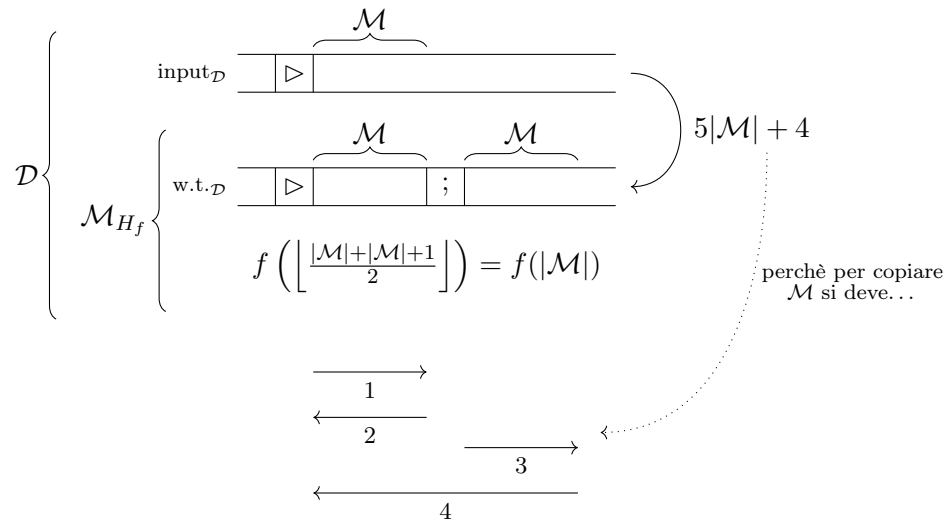 ℳ
input_𝒟 ▷
5|ℳ| + 4
ℳ ℳ
𝒟
w.t._𝒟 ▷ ;
ℳ_{H_f}
f(⌊(|ℳ|+|ℳ|+1)/2⌋) = f(|ℳ|)
perchè per copiare
ℳ si deve…
1
2
3
4